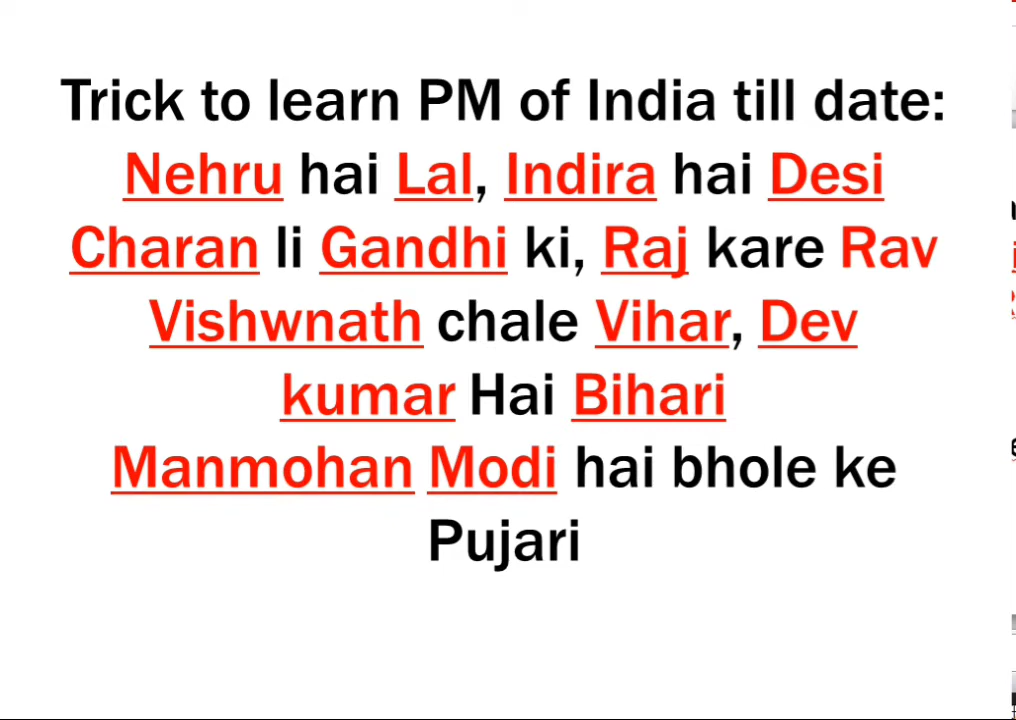 Trick to learn PM of India till date:
Nehru hai Lal, Indira hai Desi
Charan li Gandhi ki, Raj kare Rav
Vishwnath chale Vihar, Dev
kumar Hai Bihari
Manmohan Modi hai bhole ke
Pujari